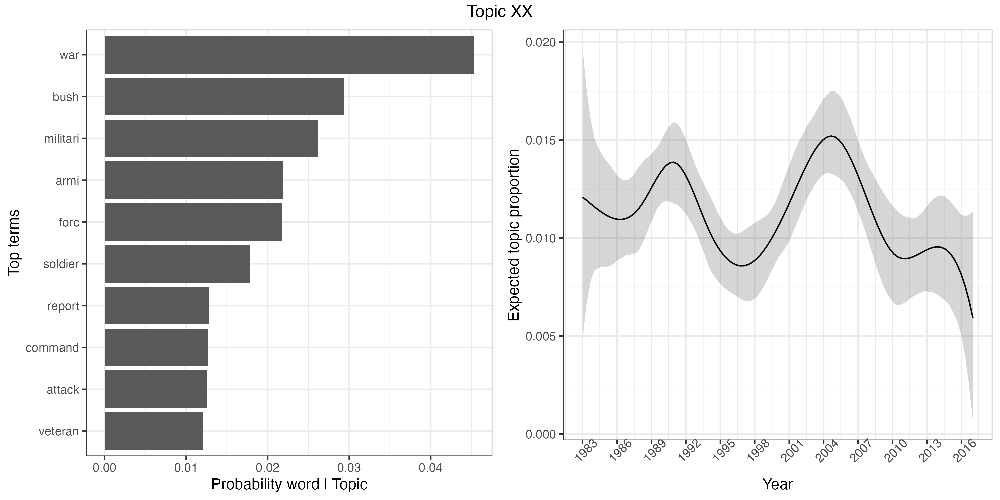 Topic XX
Top terms
war
bush
militari
armi
forc
soldier
report
command
attack
veteran
0.00 0.01 0.02 0.03 0.04
Probability word | Topic
Expected topic proportion
0.020
0.015
0.010
0.005
0.000
1983 1986 1989 1992 1995 1998 2001 2004 2007 2010 2013 2016
Year